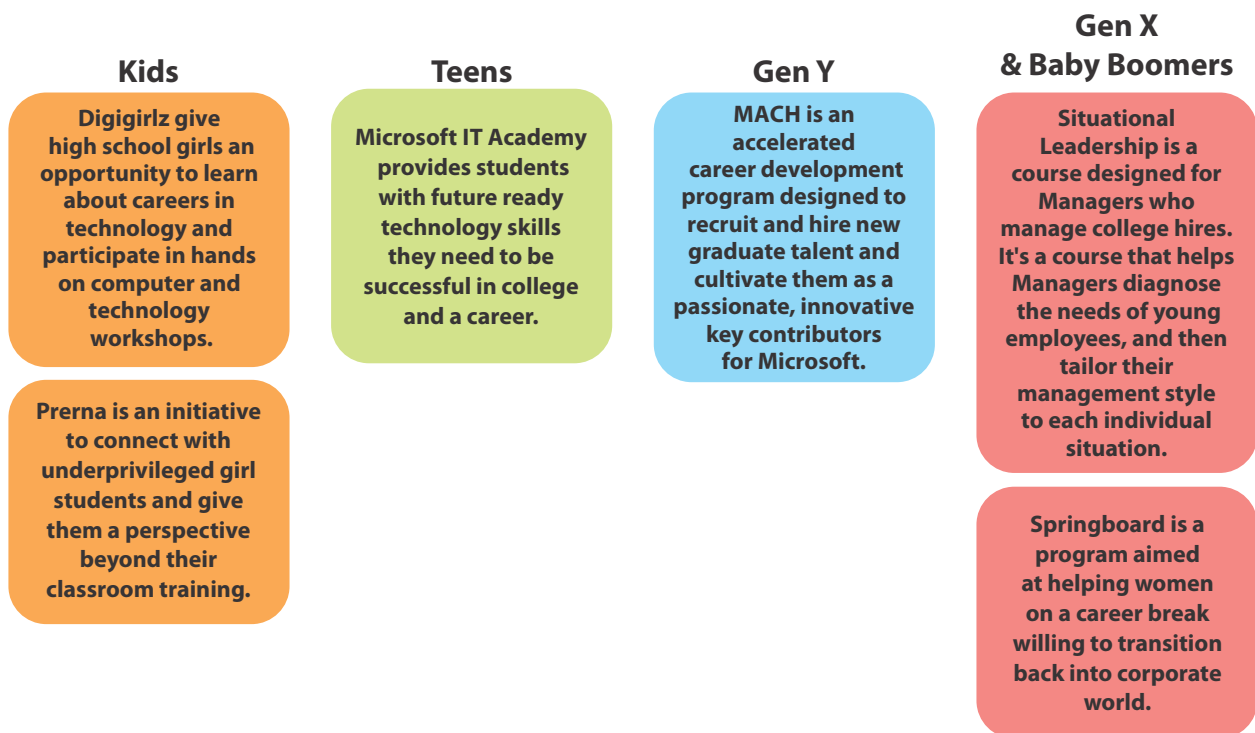 Kids
Digigirlz give
high school girls an
opportunity to learn
about careers in
technology and
participate in hands
on computer and
technology
workshops.
Prerna is an initiative
to connect with
underprivileged girl
students and give
them a perspective
beyond their
classroom training.
Teens
Microsoft IT Academy
provides students
with future ready
technology skills
they need to be
successful in college
and a career.
Gen Y
MACH is an
accelerated
career development
program designed to
recruit and hire new
graduate talent and
cultivate them as a
passionate, innovative
key contributors
for Microsoft.
Gen X
& Baby Boomers
Situational
Leadership is a
course designed for
Managers who
manage college hires.
It's a course that helps
Managers diagnose
the needs of young
employees, and then
tailor their
management style
to each individual
situation.
Springboard is a
program aimed
at helping women
on a career break
willing to transition
back into corporate
world.